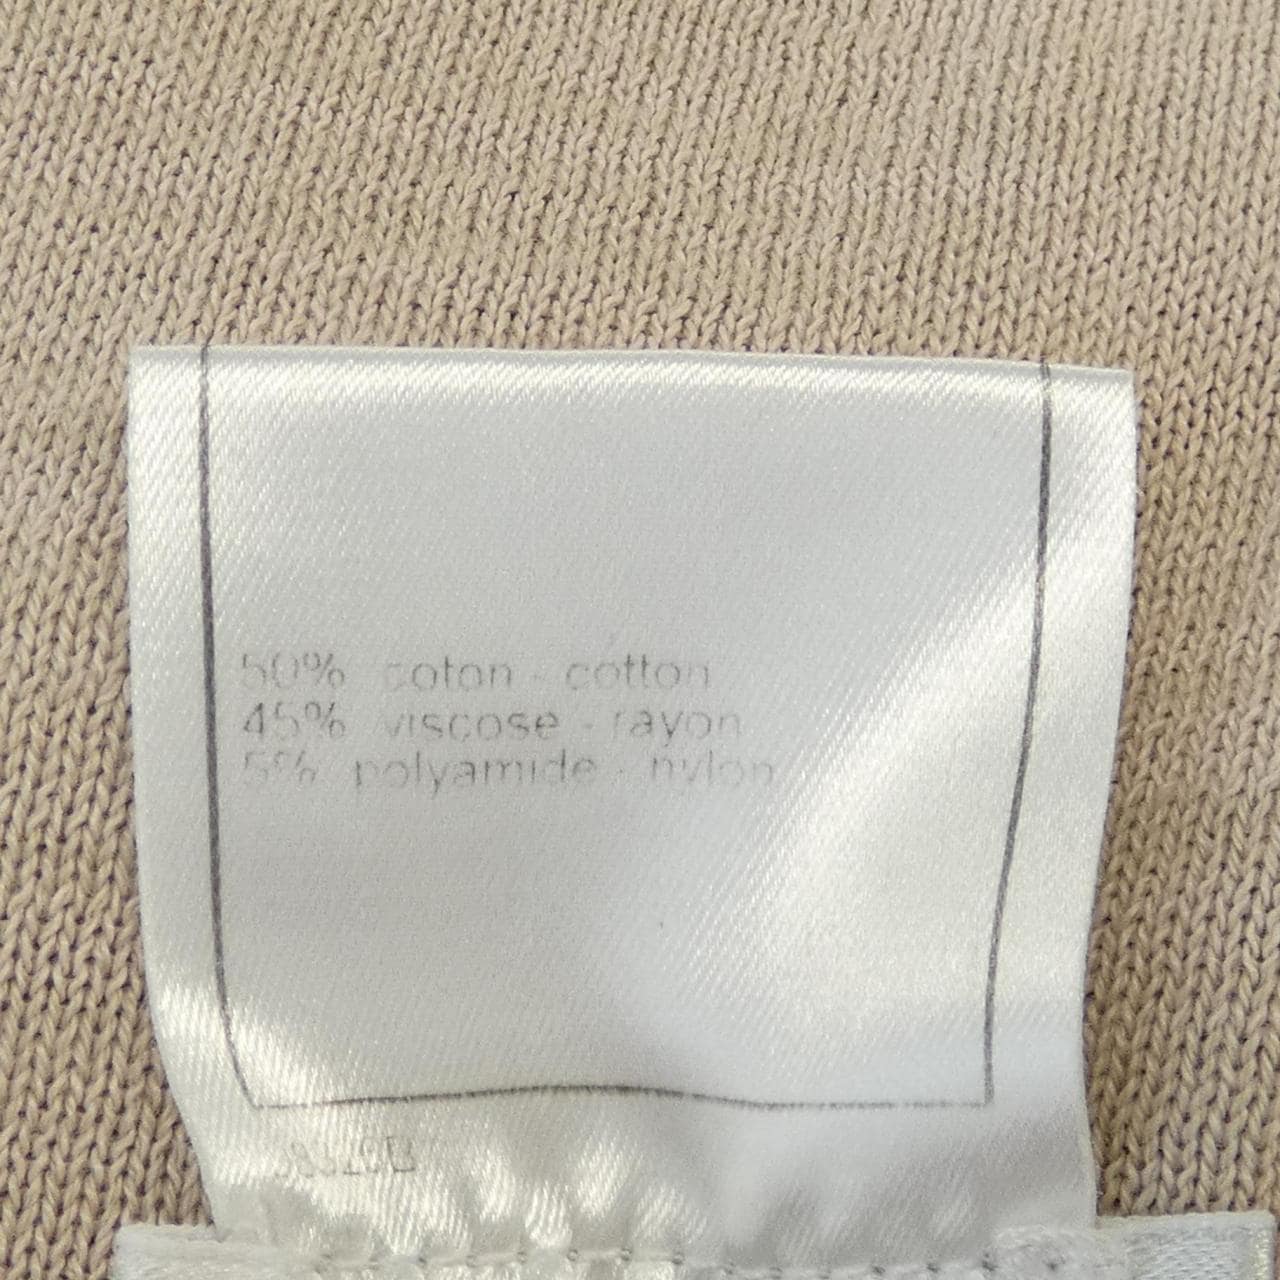 50% coton - cotton
45% viscose - rayon
5% polyamide - nylon